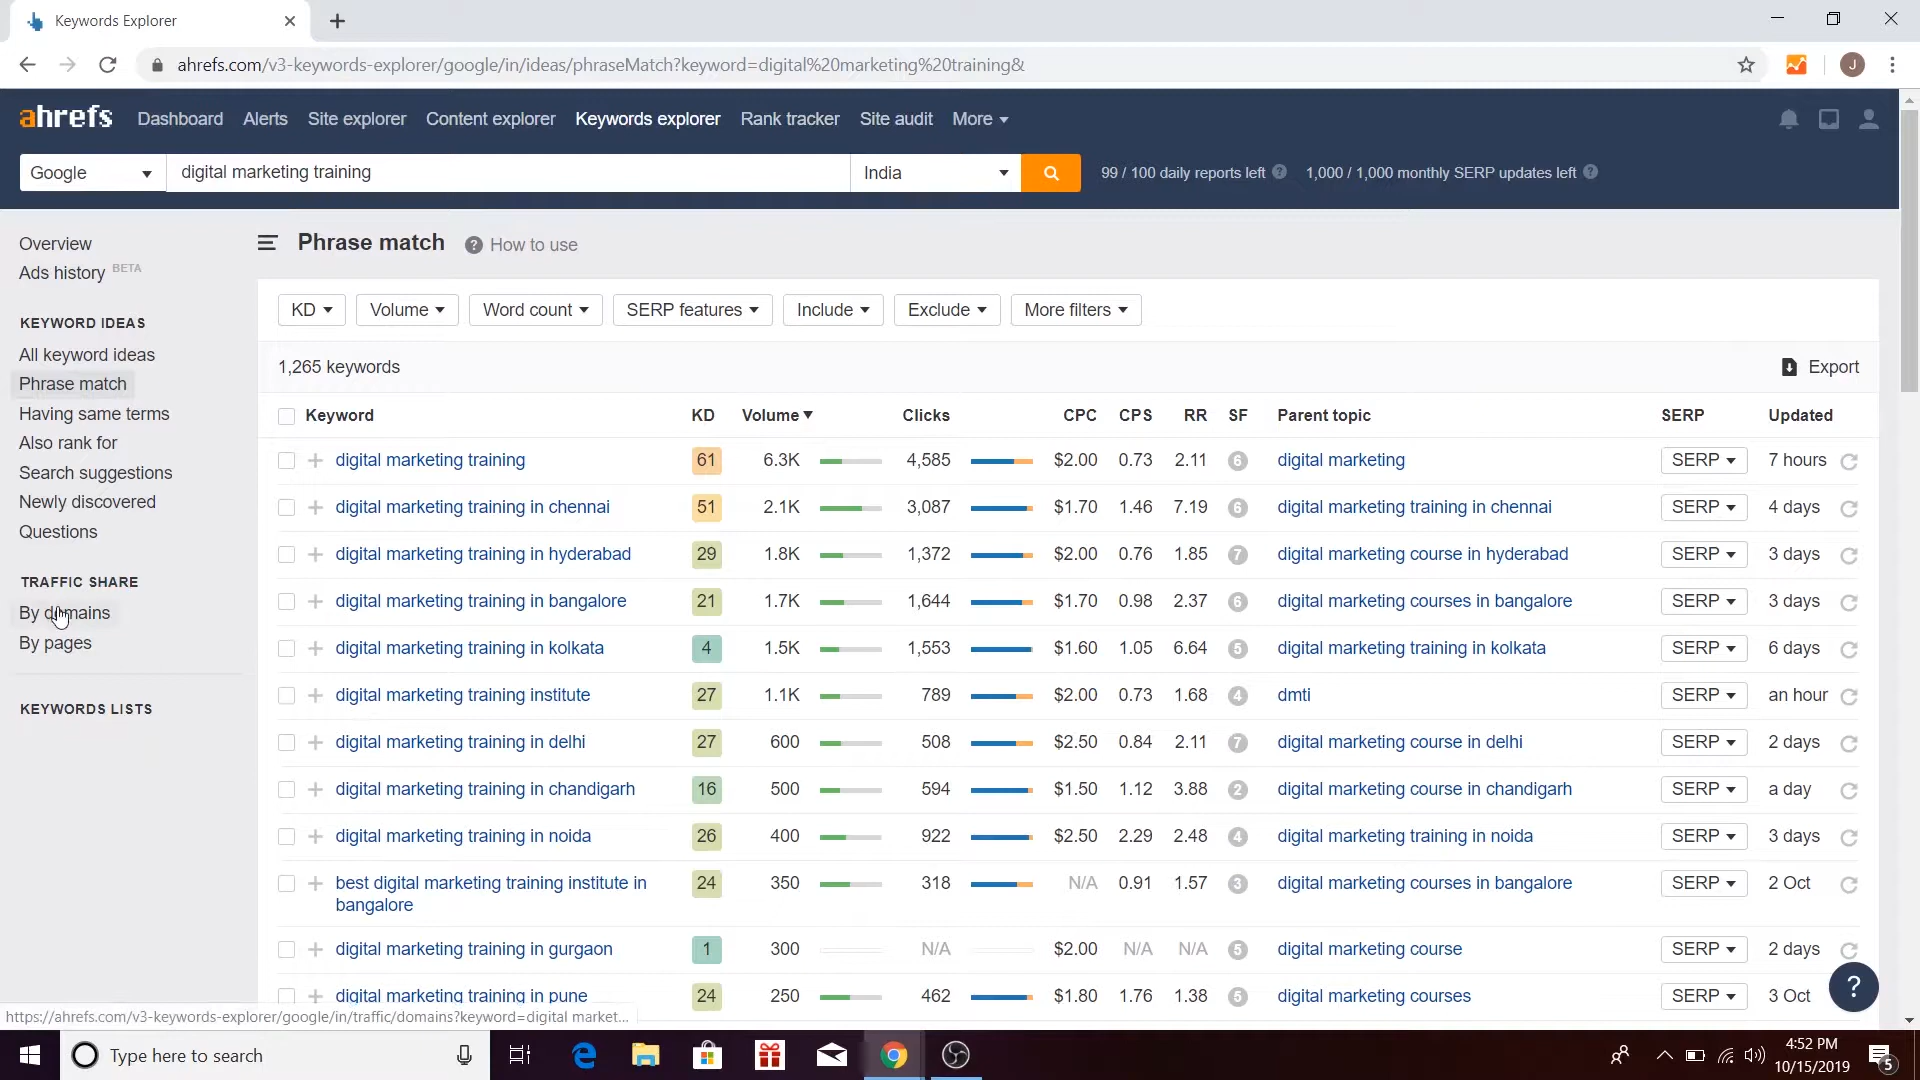 Keywords Explorer
ahrefs.com/v3-keywords-explorer/google/in/ideas/phraseMatch?keyword=digital%20marketing%20training&
J
ahrefs Dashboard Alerts Site explorer Content explorer Keywords explorer Rank tracker Site audit More
Google digital marketing training India 99 / 100 daily reports left ? 1,000 / 1,000 monthly SERP updates left ?
Overview
Ads history BETA
KEYWORD IDEAS
All keyword ideas
Phrase match
Having same terms
Also rank for
Search suggestions
Newly discovered
Questions
TRAFFIC SHARE
By domains
By pages
KEYWORDS LISTS
Phrase match ? How to use
KD Volume Word count SERP features Include Exclude More filters
1,265 keywords Export
Keyword KD Volume Clicks CPC CPS RR SF Parent topic SERP Updated
digital marketing training 61 6.3K 4,585 $2.00 0.73 2.11 6 digital marketing SERP 7 hours
digital marketing training in chennai 51 2.1K 3,087 $1.70 1.46 7.19 6 digital marketing training in chennai SERP 4 days
digital marketing training in hyderabad 29 1.8K 1,372 $2.00 0.76 1.85 7 digital marketing course in hyderabad SERP 3 days
digital marketing training in bangalore 21 1.7K 1,644 $1.70 0.98 2.37 6 digital marketing courses in bangalore SERP 3 days
digital marketing training in kolkata 4 1.5K 1,553 $1.60 1.05 6.64 5 digital marketing training in kolkata SERP 6 days
digital marketing training institute 27 1.1K 789 $2.00 0.73 1.68 4 dmti SERP an hour
digital marketing training in delhi 27 600 508 $2.50 0.84 2.11 7 digital marketing course in delhi SERP 2 days
digital marketing training in chandigarh 16 500 594 $1.50 1.12 3.88 2 digital marketing course in chandigarh SERP a day
digital marketing training in noida 26 400 922 $2.50 2.29 2.48 4 digital marketing training in noida SERP 3 days
best digital marketing training institute in 24 350 318 N/A 0.91 1.57 3 digital marketing courses in bangalore SERP 2 Oct
bangalore
digital marketing training in gurgaon 1 300 N/A $2.00 N/A N/A 5 digital marketing course SERP 2 days
digital marketing training in pune 24 250 462 $1.80 1.76 1.38 5 digital marketing courses SERP 3 Oct
?
https://ahrefs.com/v3-keywords-explorer/google/in/traffic/domains?keyword=digital market...
Type here to search
4:52 PM
10/15/2019
5